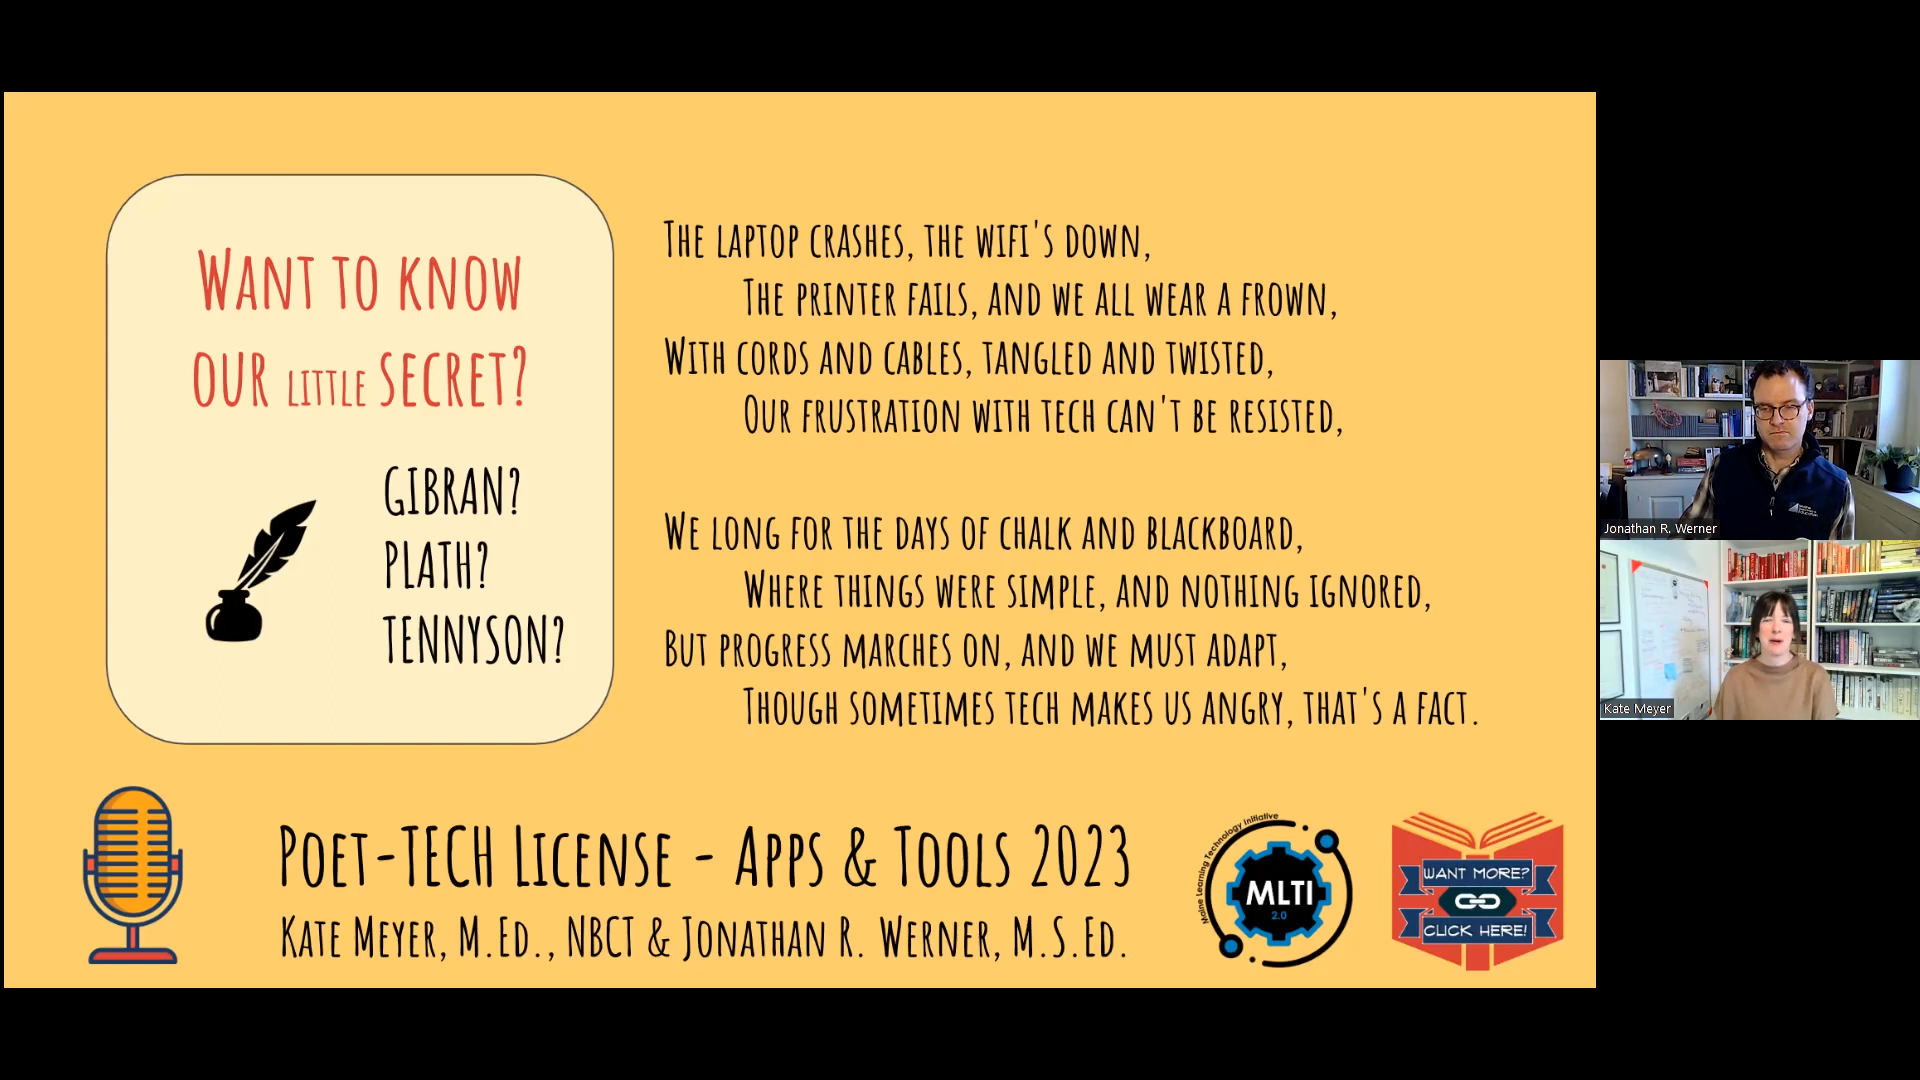 Want to know
our little secret?
Gibran?
Plath?
Tennyson?
The laptop crashes, the wifi's down,
The printer fails, and we all wear a frown,
With cords and cables, tangled and twisted,
Our frustration with tech can't be resisted,
We long for the days of chalk and blackboard,
Where things were simple, and nothing ignored,
But progress marches on, and we must adapt,
Though sometimes tech makes us angry, that's a fact.
Poet-TECH License - Apps & Tools 2023
Kate Meyer, M.Ed., NBCT & Jonathan R. Werner, M.S.Ed.
Maine Learning Technology Initiative
MLTI
2.0
WANT MORE?
CLICK HERE!
Jonathan R. Werner
Kate Meyer